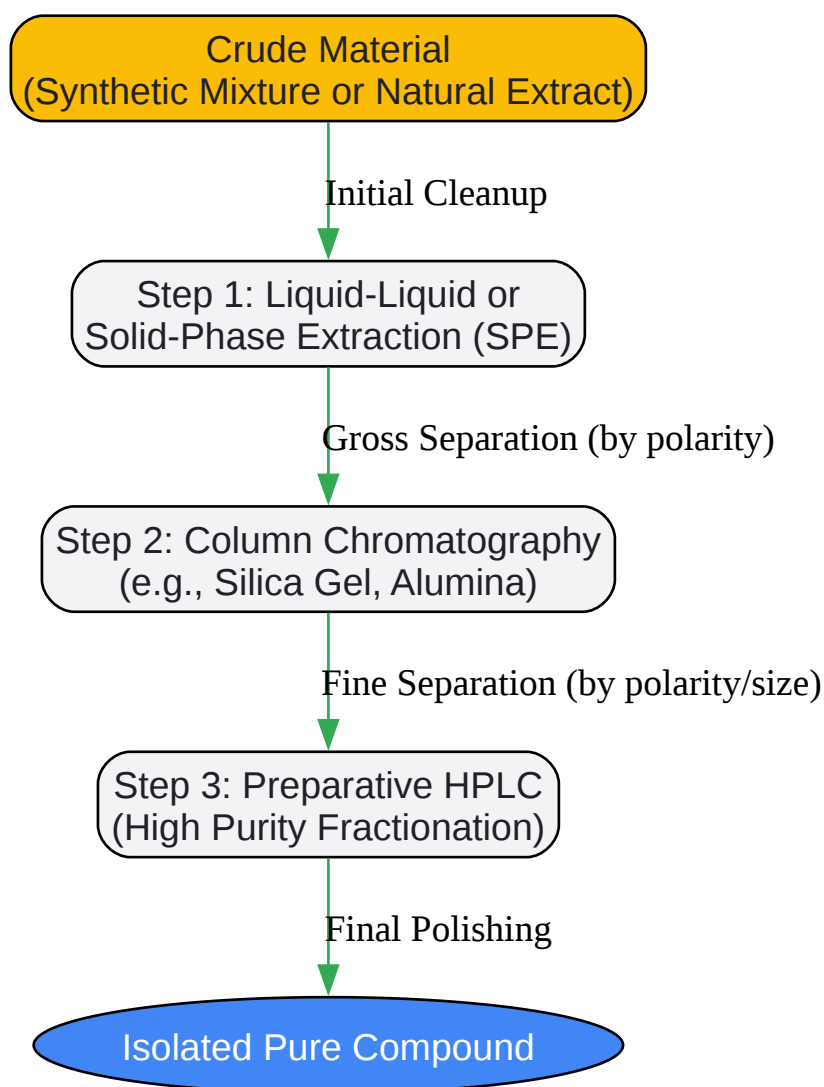 Crude Material
(Synthetic Mixture or Natural Extract)
Initial Cleanup
Step 1: Liquid-Liquid or
Solid-Phase Extraction (SPE)
Gross Separation (by polarity)
Step 2: Column Chromatography
(e.g., Silica Gel, Alumina)
Fine Separation (by polarity/size)
Step 3: Preparative HPLC
(High Purity Fractionation)
Final Polishing
Isolated Pure Compound